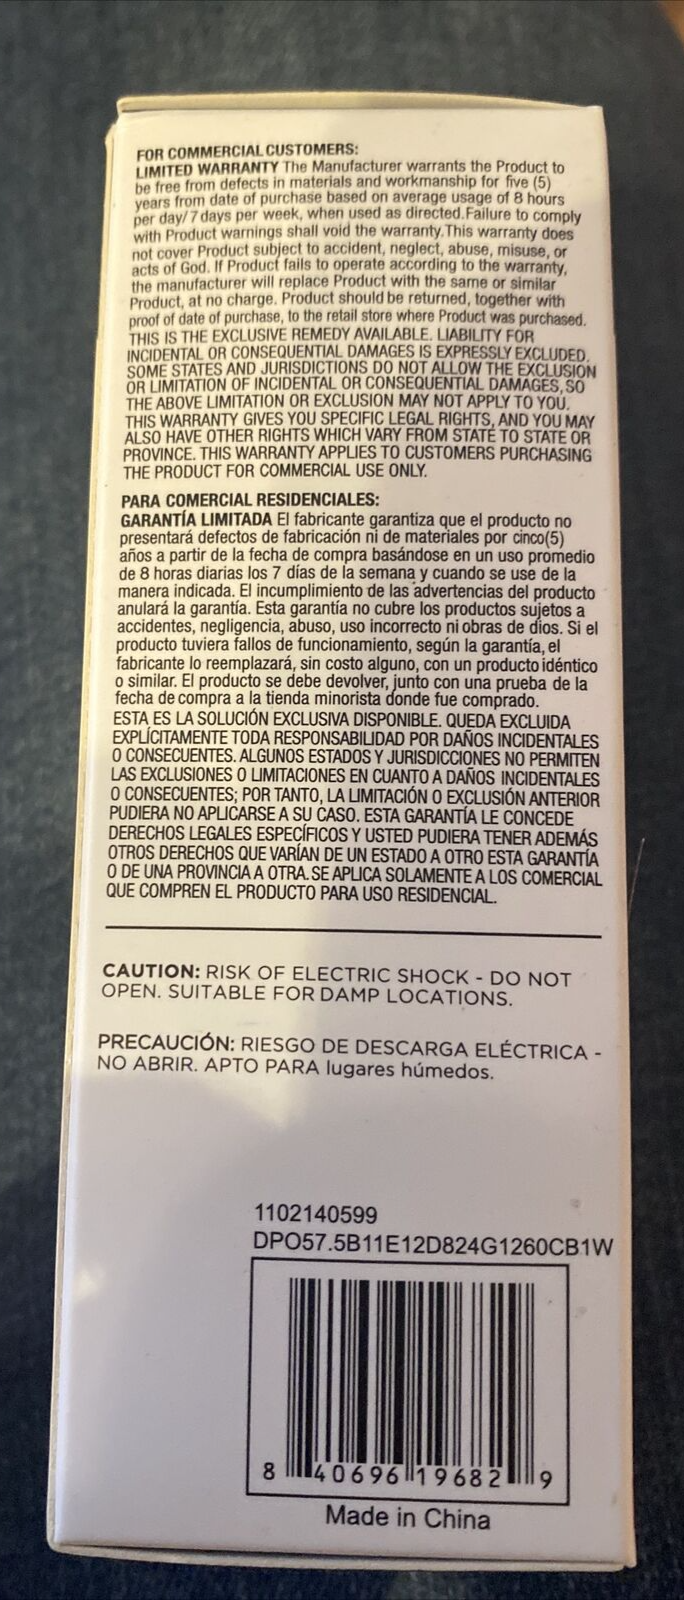 FOR COMMERCIAL CUSTOMERS:
LIMITED WARRANTY The Manufacturer warrants the Product to
be free from defects in materials and workmanship for five (5)
years from date of purchase based on average usage of 8 hours
per day/7 days per week, when used as directed.Failure to comply
with Product warnings shall void the warranty.This warranty does
not cover Product subject to accident, neglect, abuse, misuse, or
acts of God. If Product fails to operate according to the warranty,
the manufacturer will replace Product with the same or similar
Product, at no charge. Product should be returned, together with
proof of date of purchase, to the retail store where Product was purchased.
THIS IS THE EXCLUSIVE REMEDY AVAILABLE. LIABILITY FOR
INCIDENTAL OR CONSEQUENTIAL DAMAGES IS EXPRESSLY EXCLUDED.
SOME STATES AND JURISDICTIONS DO NOT ALLOW THE EXCLUSION
OR LIMITATION OF INCIDENTAL OR CONSEQUENTIAL DAMAGES, SO
THE ABOVE LIMITATION OR EXCLUSION MAY NOT APPLY TO YOU.
THIS WARRANTY GIVES YOU SPECIFIC LEGAL RIGHTS, AND YOU MAY
ALSO HAVE OTHER RIGHTS WHICH VARY FROM STATE TO STATE OR
PROVINCE. THIS WARRANTY APPLIES TO CUSTOMERS PURCHASING
THE PRODUCT FOR COMMERCIAL USE ONLY.
PARA COMERCIAL RESIDENCIALES:
GARANTÍA LIMITADA El fabricante garantiza que el producto no
presentará defectos de fabricación ni de materiales por cinco(5)
años a partir de la fecha de compra basándose en un uso promedio
de 8 horas diarias los 7 días de la semana y cuando se use de la
manera indicada. El incumplimiento de las advertencias del producto
anulará la garantía. Esta garantía no cubre los productos sujetos a
accidentes, negligencia, abuso, uso incorrecto ni obras de dios. Si el
producto tuviera fallos de funcionamiento, según la garantía, el
fabricante lo reemplazará, sin costo alguno, con un producto idéntico
o similar. El producto se debe devolver, junto con una prueba de la
fecha de compra a la tienda minorista donde fue comprado.
ESTA ES LA SOLUCIÓN EXCLUSIVA DISPONIBLE. QUEDA EXCLUIDA
EXPLÍCITAMENTE TODA RESPONSABILIDAD POR DAÑOS INCIDENTALES
O CONSECUENTES. ALGUNOS ESTADOS Y JURISDICCIONES NO PERMITEN
LAS EXCLUSIONES O LIMITACIONES EN CUANTO A DAÑOS INCIDENTALES
O CONSECUENTES; POR TANTO, LA LIMITACIÓN O EXCLUSIÓN ANTERIOR
PUDIERA NO APLICARSE A SU CASO. ESTA GARANTÍA LE CONCEDE
DERECHOS LEGALES ESPECÍFICOS Y USTED PUDIERA TENER ADEMÁS
OTROS DERECHOS QUE VARÍAN DE UN ESTADO A OTRO ESTA GARANTÍA
O DE UNA PROVINCIA A OTRA. SE APLICA SOLAMENTE A LOS COMERCIAL
QUE COMPREN EL PRODUCTO PARA USO RESIDENCIAL.
CAUTION: RISK OF ELECTRIC SHOCK - DO NOT
OPEN. SUITABLE FOR DAMP LOCATIONS.
PRECAUCIÓN: RIESGO DE DESCARGA ELÉCTRICA -
NO ABRIR. APTO PARA lugares húmedos.
1102140599
DPO57.5B11E12D824G1260CB1W
8 40696 19682 9
Made in China